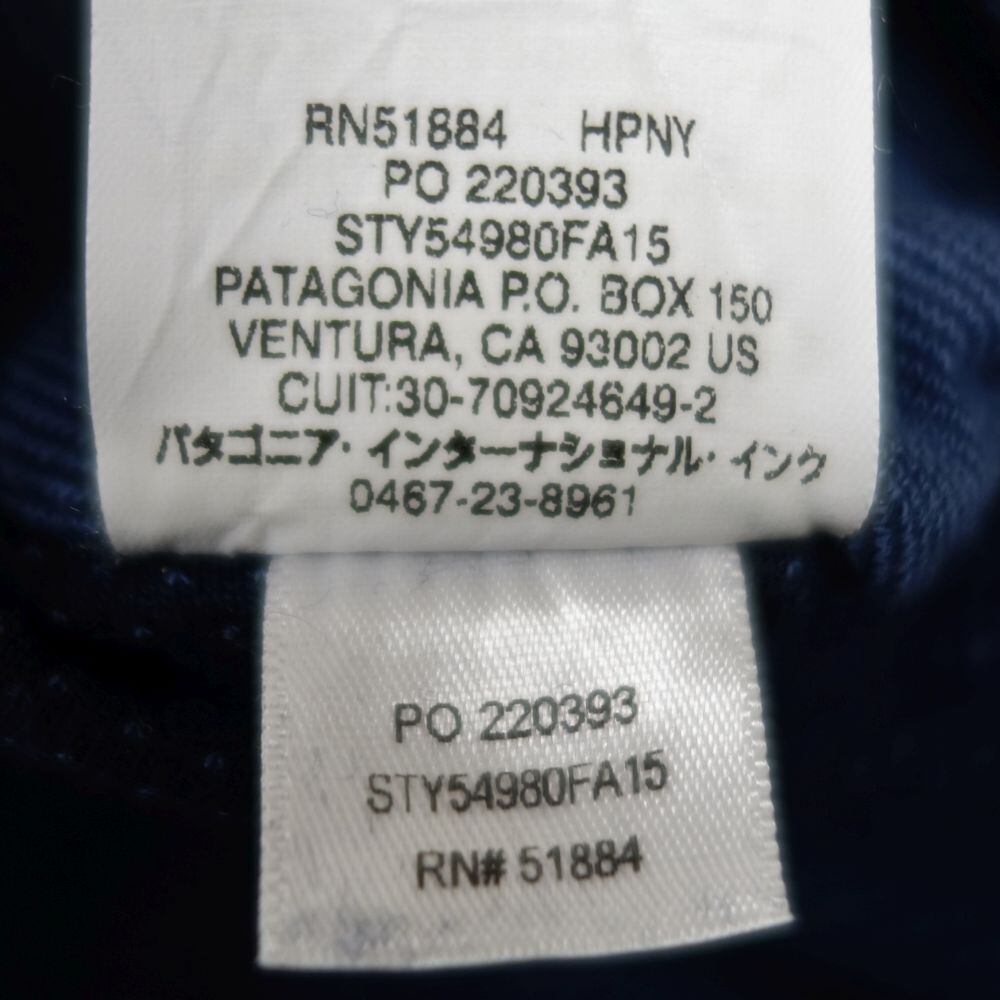 RN51884 HPNY
PO 220393
STY54980FA15
PATAGONIA P.O. BOX 150
VENTURA, CA 93002 US
CUIT:30-70924649-2
パタゴニア・インターナショナル・インク
0467-23-8961
PO 220393
STY54980FA15
RN# 51884